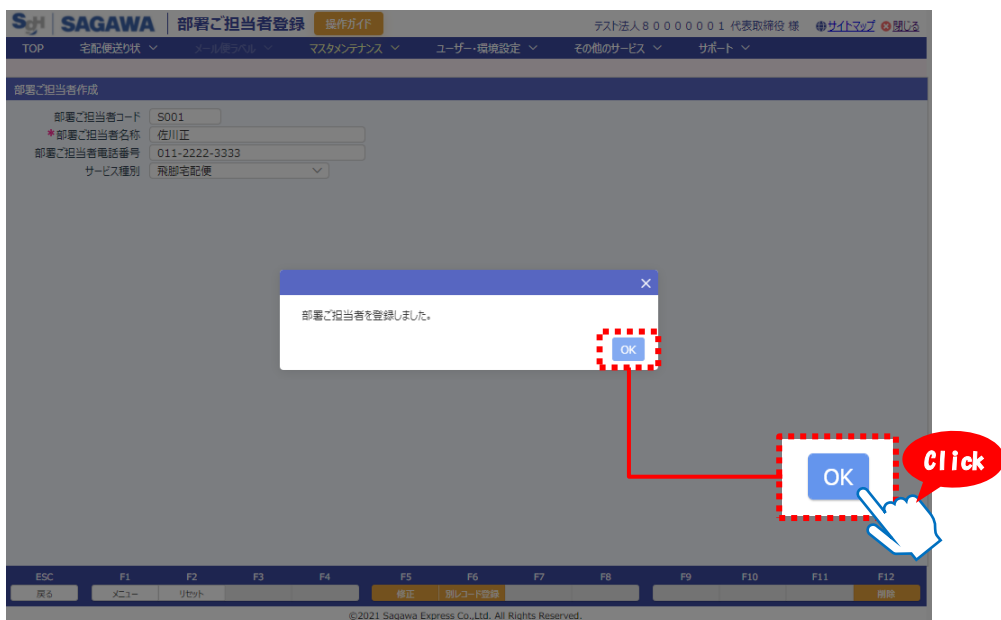 SGH SAGAWA 部署ご担当者登録 操作ガイド テスト法人80000001 代表取締役 様 サイトマップ 閉じる
TOP 宅配便送り状 メール便ラベル マスタメンテナンス ユーザー・環境設定 その他のサービス サポート
部署ご担当者作成
部署ご担当者コード S001
*部署ご担当者名称 佐川正
部署ご担当者電話番号 011-2222-3333
サービス種別 飛脚宅配便
×
部署ご担当者を登録しました。
OK
Click
OK
ESC F1 F2 F3 F4 F5 F6 F7 F8 F9 F10 F11 F12
戻る メニュー リセット 修正 別レコード登録 削除
©2021 Sagawa Express Co.,Ltd. All Rights Reserved.